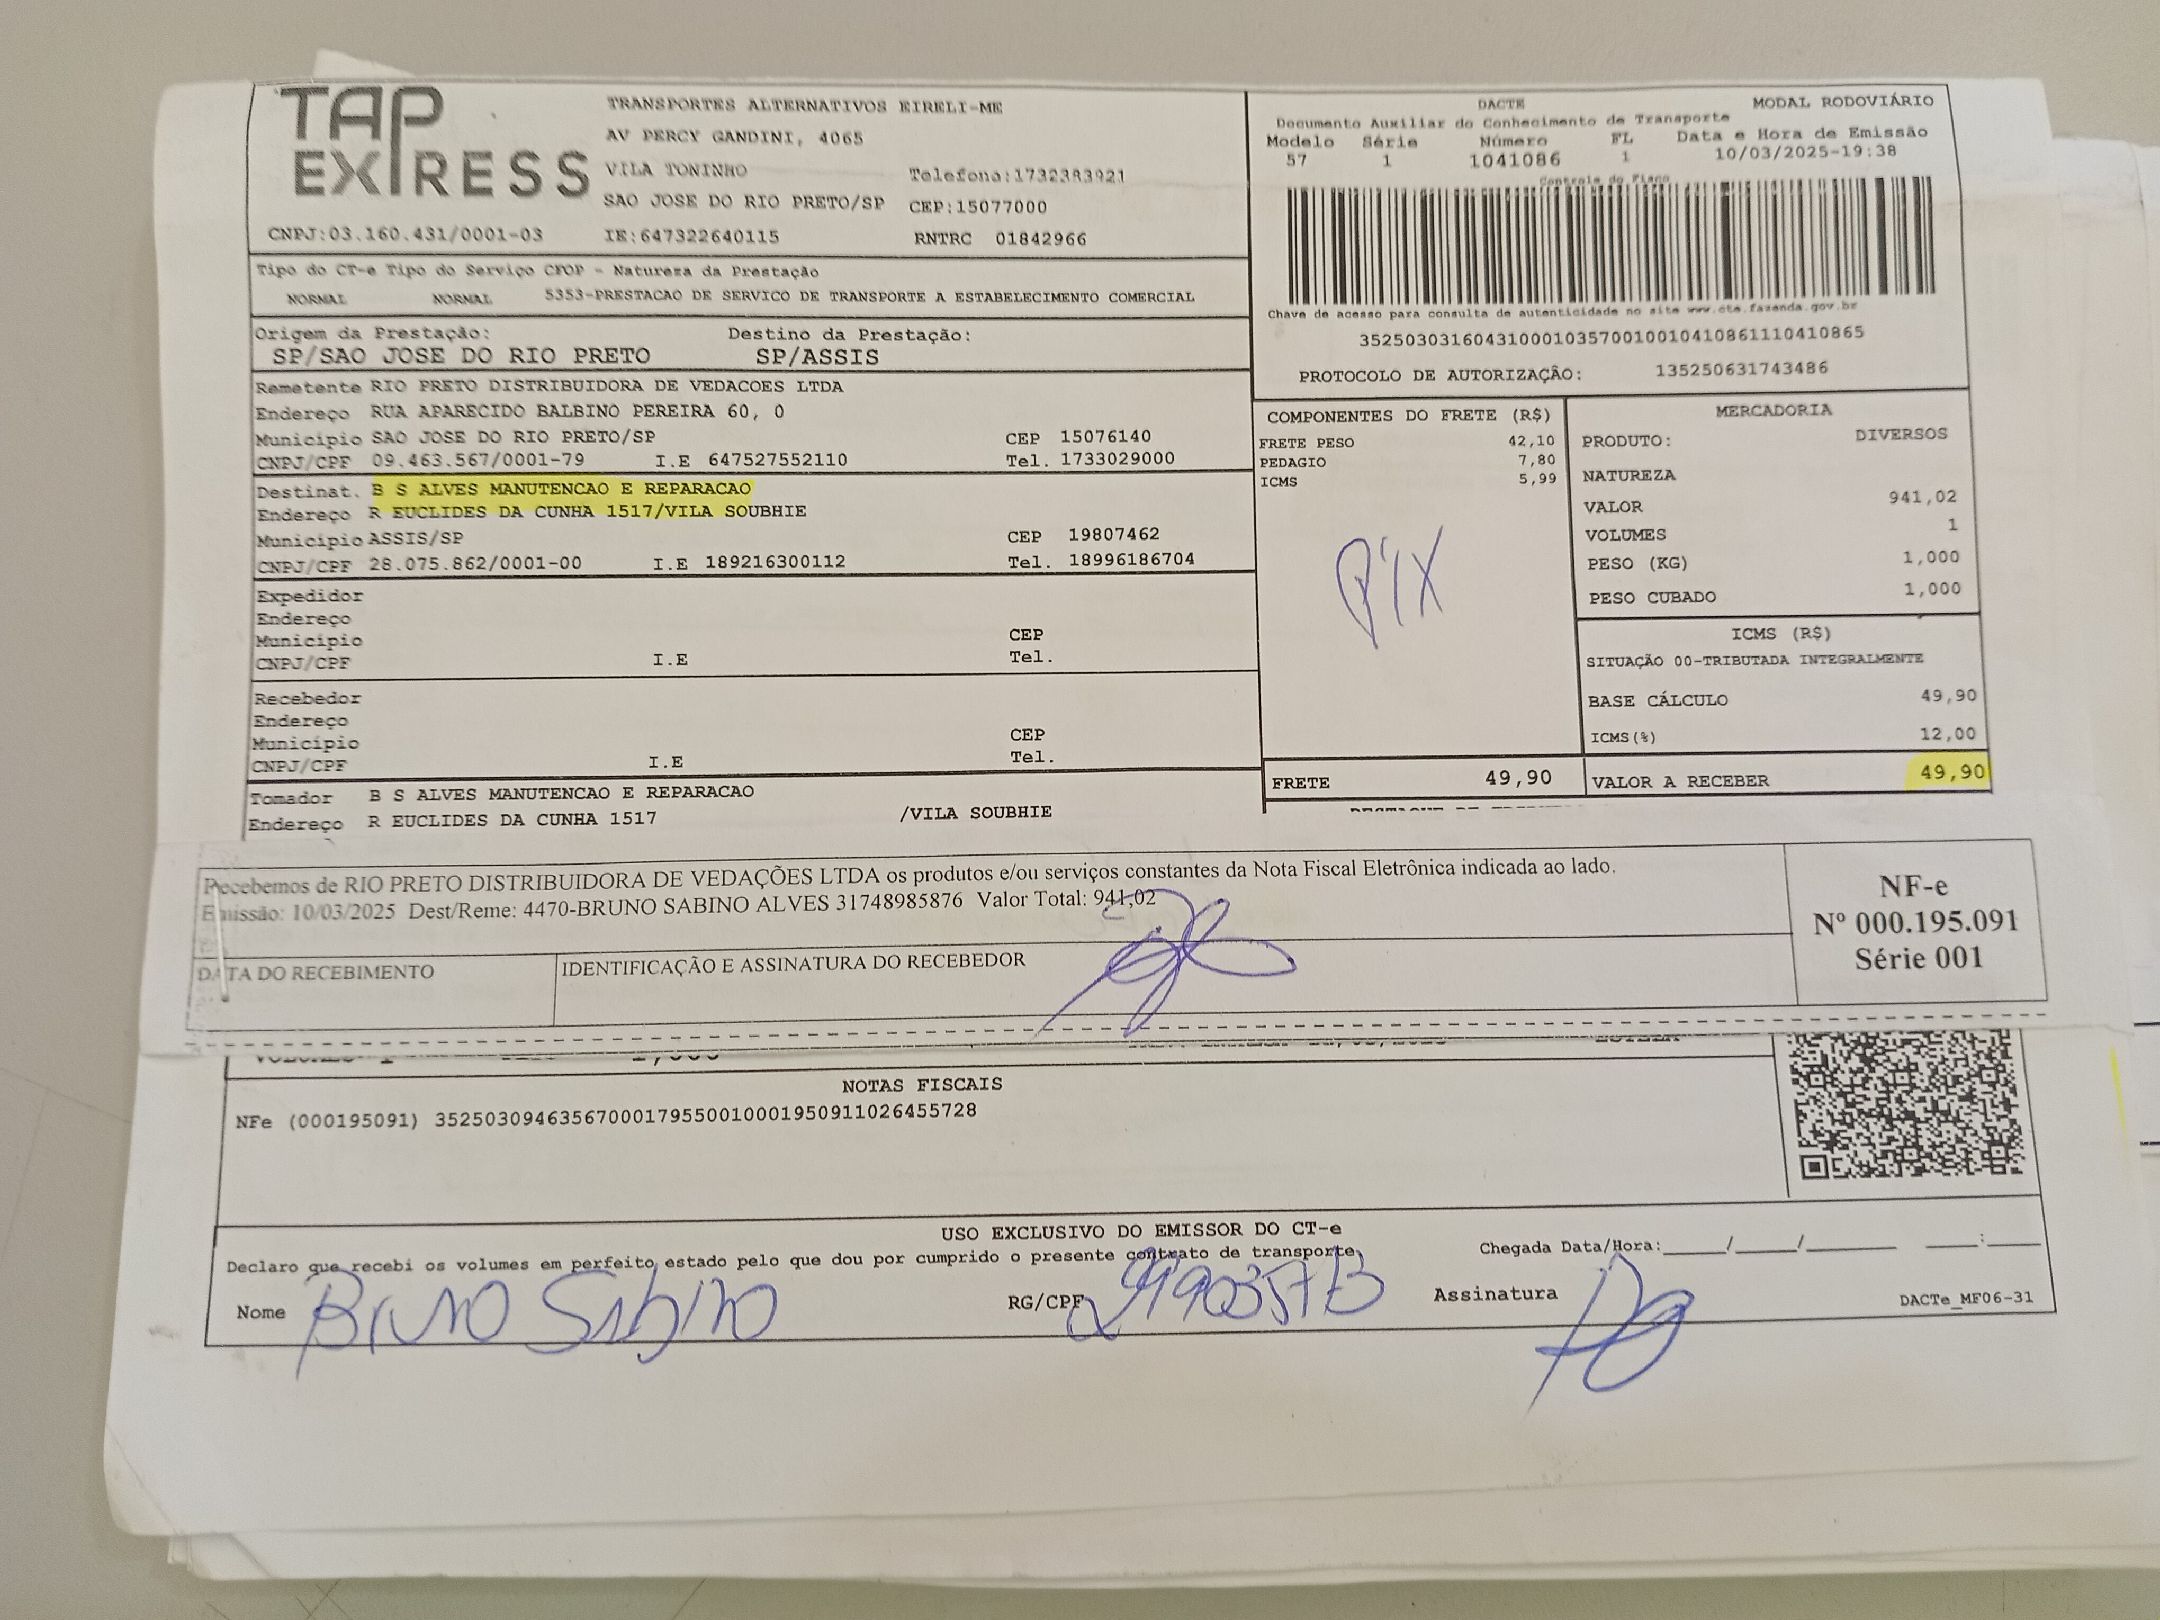 TAP EXPRESS
TRANSPORTES ALTERNATIVOS EIRELI-ME
AV PERCY GANDINI, 4065
VILA TONINHO Telefone:1732383921
SAO JOSE DO RIO PRETO/SP CEP:15077000
CNPJ:03.160.431/0001-03 IE:647322640115 RNTRC 01842966
DACTE MODAL RODOVIÁRIO
Documento Auxiliar do Conhecimento de Transporte
Modelo Série Número FL Data e Hora de Emissão
57 1 1041086 1 10/03/2025-19:38
Controle do Fisco
Chave de acesso para consulta de autenticidade no site www.cte.fazenda.gov.br
35250303160431000103570010010410861110410865
PROTOCOLO DE AUTORIZAÇÃO: 135250631743486
Tipo do CT-e Tipo do Serviço CFOP - Natureza da Prestação
NORMAL NORMAL 5353-PRESTACAO DE SERVICO DE TRANSPORTE A ESTABELECIMENTO COMERCIAL
Origem da Prestação: Destino da Prestação:
SP/SAO JOSE DO RIO PRETO SP/ASSIS
Remetente RIO PRETO DISTRIBUIDORA DE VEDACOES LTDA
Endereço RUA APARECIDO BALBINO PEREIRA 60, 0
Município SAO JOSE DO RIO PRETO/SP CEP 15076140
CNPJ/CPF 09.463.567/0001-79 I.E 647527552110 Tel. 1733029000
Destinat. B S ALVES MANUTENCAO E REPARACAO
Endereço R EUCLIDES DA CUNHA 1517/VILA SOUBHIE
Município ASSIS/SP CEP 19807462
CNPJ/CPF 28.075.862/0001-00 I.E 189216300112 Tel. 18996186704
Expedidor
Endereço
Município CEP
CNPJ/CPF I.E Tel.
Recebedor
Endereço
Município CEP
CNPJ/CPF I.E Tel.
Tomador B S ALVES MANUTENCAO E REPARACAO
Endereço R EUCLIDES DA CUNHA 1517 /VILA SOUBHIE
COMPONENTES DO FRETE (R$)
FRETE PESO 42,10
PEDAGIO 7,80
ICMS 5,99
PIX
FRETE 49,90
MERCADORIA
PRODUTO: DIVERSOS
NATUREZA
VALOR 941,02
VOLUMES 1
PESO (KG) 1,000
PESO CUBADO 1,000
ICMS (R$)
SITUAÇÃO 00-TRIBUTADA INTEGRALMENTE
BASE CÁLCULO 49,90
ICMS(%) 12,00
VALOR A RECEBER 49,90
Recebemos de RIO PRETO DISTRIBUIDORA DE VEDAÇÕES LTDA os produtos e/ou serviços constantes da Nota Fiscal Eletrônica indicada ao lado.
Emissão: 10/03/2025 Dest/Reme: 4470-BRUNO SABINO ALVES 31748985876 Valor Total: 941,02
DATA DO RECEBIMENTO IDENTIFICAÇÃO E ASSINATURA DO RECEBEDOR
NF-e
Nº 000.195.091
Série 001
NOTAS FISCAIS
NFe (000195091) 35250309463567000179550010001950911026455728
USO EXCLUSIVO DO EMISSOR DO CT-e
Declaro que recebi os volumes em perfeito estado pelo que dou por cumprido o presente contrato de transporte. Chegada Data/Hora:_____/_____/_______ ____:____
Nome Bruno Sabino RG/CPF Assinatura DACTe_MF06-31